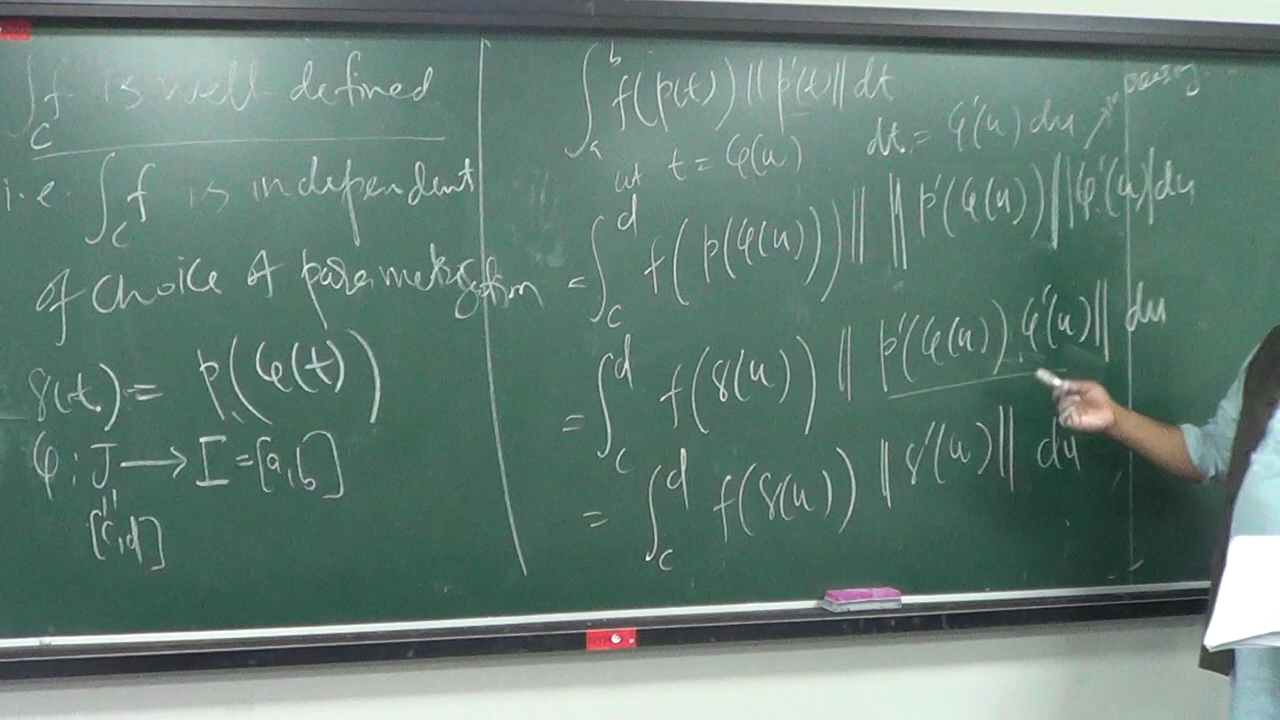 ∫_C f is well defined
i.e. ∫_C f is independent
of choice of parametrization
γ(t) = p(φ(t))
φ : J → I = [a,b]
"
[c,d]
∫_a^b f(p(t)) ||p'(t)|| dt
t = φ(u) dt = φ'(u) du
= ∫_c^d f(p(φ(u))) || || p'(φ(u)) || |φ'(u)| du
= ∫_c^d f(γ(u)) || p'(φ(u)) φ'(u) || du
= ∫_c^d f(γ(u)) || γ'(u) || du